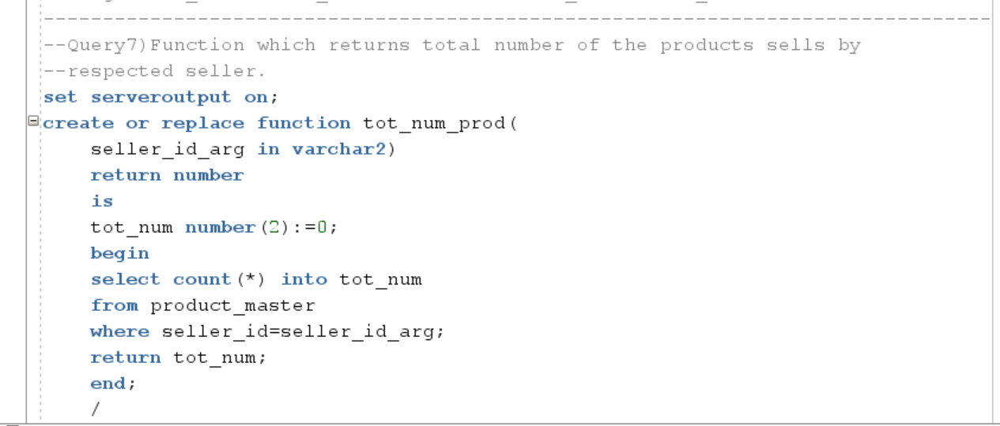 --Query7)Function which returns total number of the products sells by
--respected seller.
set serveroutput on;
create or replace function tot_num_prod(
    seller_id_arg in varchar2)
    return number
    is
    tot_num number(2):=0;
    begin
    select count(*) into tot_num
    from product_master
    where seller_id=seller_id_arg;
    return tot_num;
    end;
    /